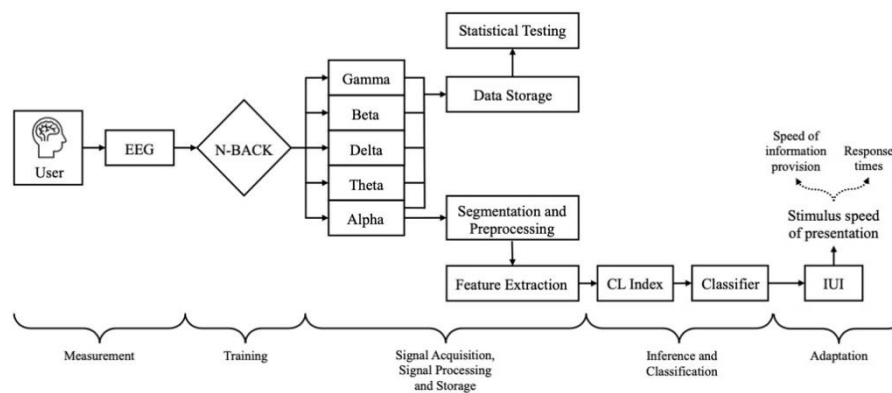 Statistical Testing
Gamma
Data Storage
Beta
Speed of
information
provision
Response
times
User
EEG
N-BACK
Delta
Theta
Alpha
Segmentation and
Preprocessing
Stimulus speed
of presentation
Feature Extraction
CL Index
Classifier
IUI
Measurement
Training
Signal Acquisition,
Signal Processing
and Storage
Inference and
Classification
Adaptation